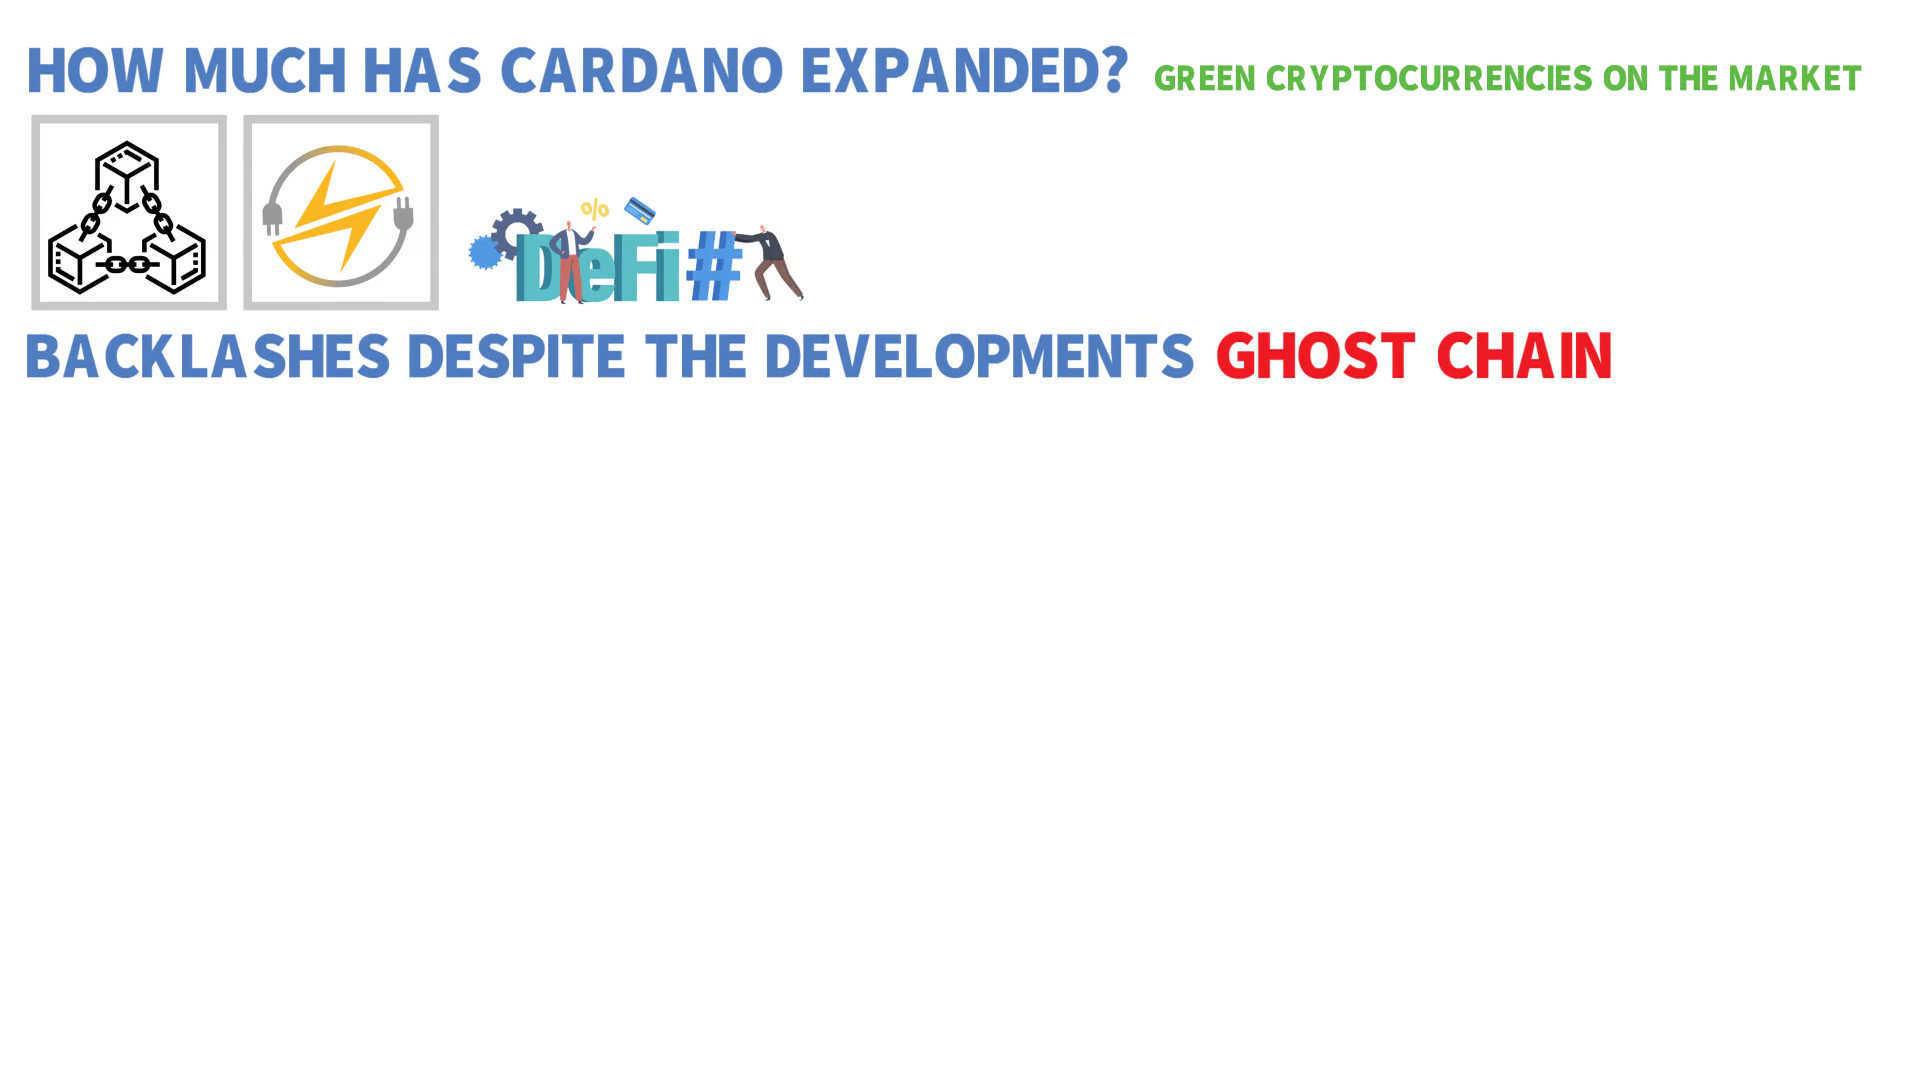 HOW MUCH HAS CARDANO EXPANDED? GREEN CRYPTOCURRENCIES ON THE MARKET
%
DeFi#
BACKLASHES DESPITE THE DEVELOPMENTS GHOST CHAIN